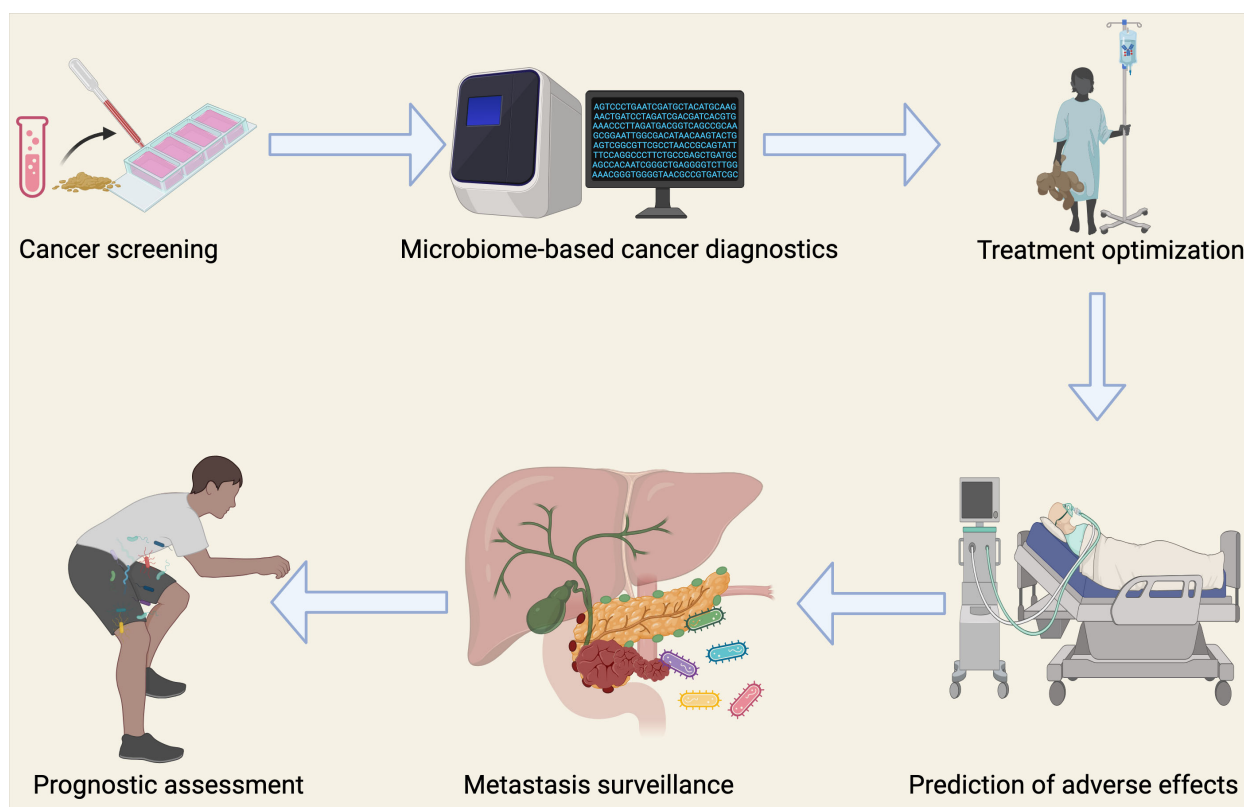 AGTCCCTGAATCGATGCTACATGCAAG
AACTGATCCTAGATCGACGATCACGTG
AAACCCTTAGATGACGGTCAGCCGCAA
GCGGAATTGGCGACATAACAAGTACTG
AGTCGGCGTTCGCCTAACCGCAGTATT
TTCCAGGCCCTTCTGCCGAGCTGATGC
AGCCACAATCGGGCTGAGGGGTCTTGG
AAACGGGTGGGGTAACGCCGTGATCGC
Cancer screening
Microbiome-based cancer diagnostics
Treatment optimization
Prognostic assessment
Metastasis surveillance
Prediction of adverse effects